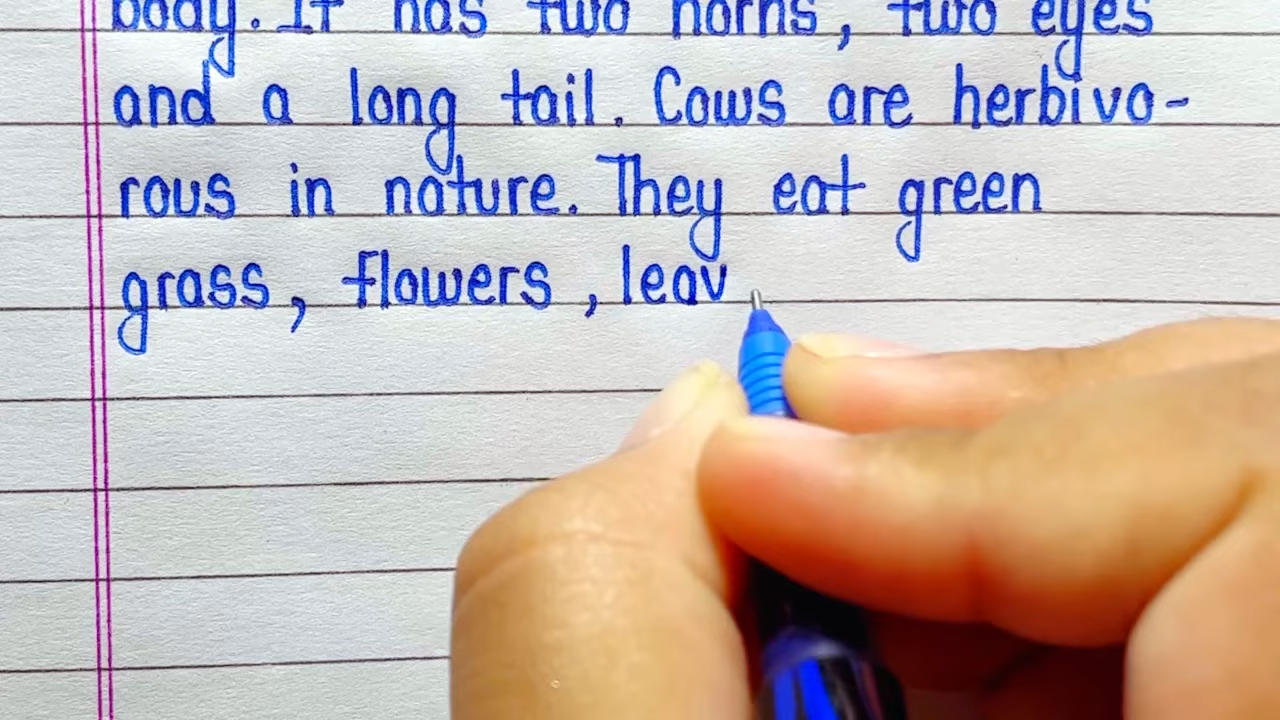 body. It has two horns, two eyes
and a long tail. Cows are herbivo-
rous in nature. They eat green
grass, flowers, leav